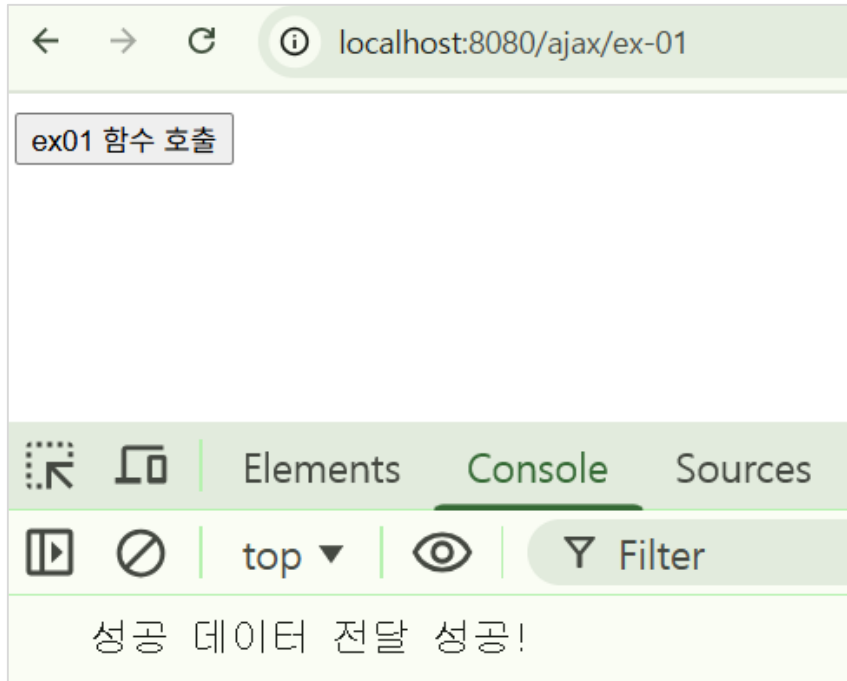 localhost:8080/ajax/ex-01
ex01 함수 호출
Elements Console Sources
top Filter
성공 데이터 전달 성공!